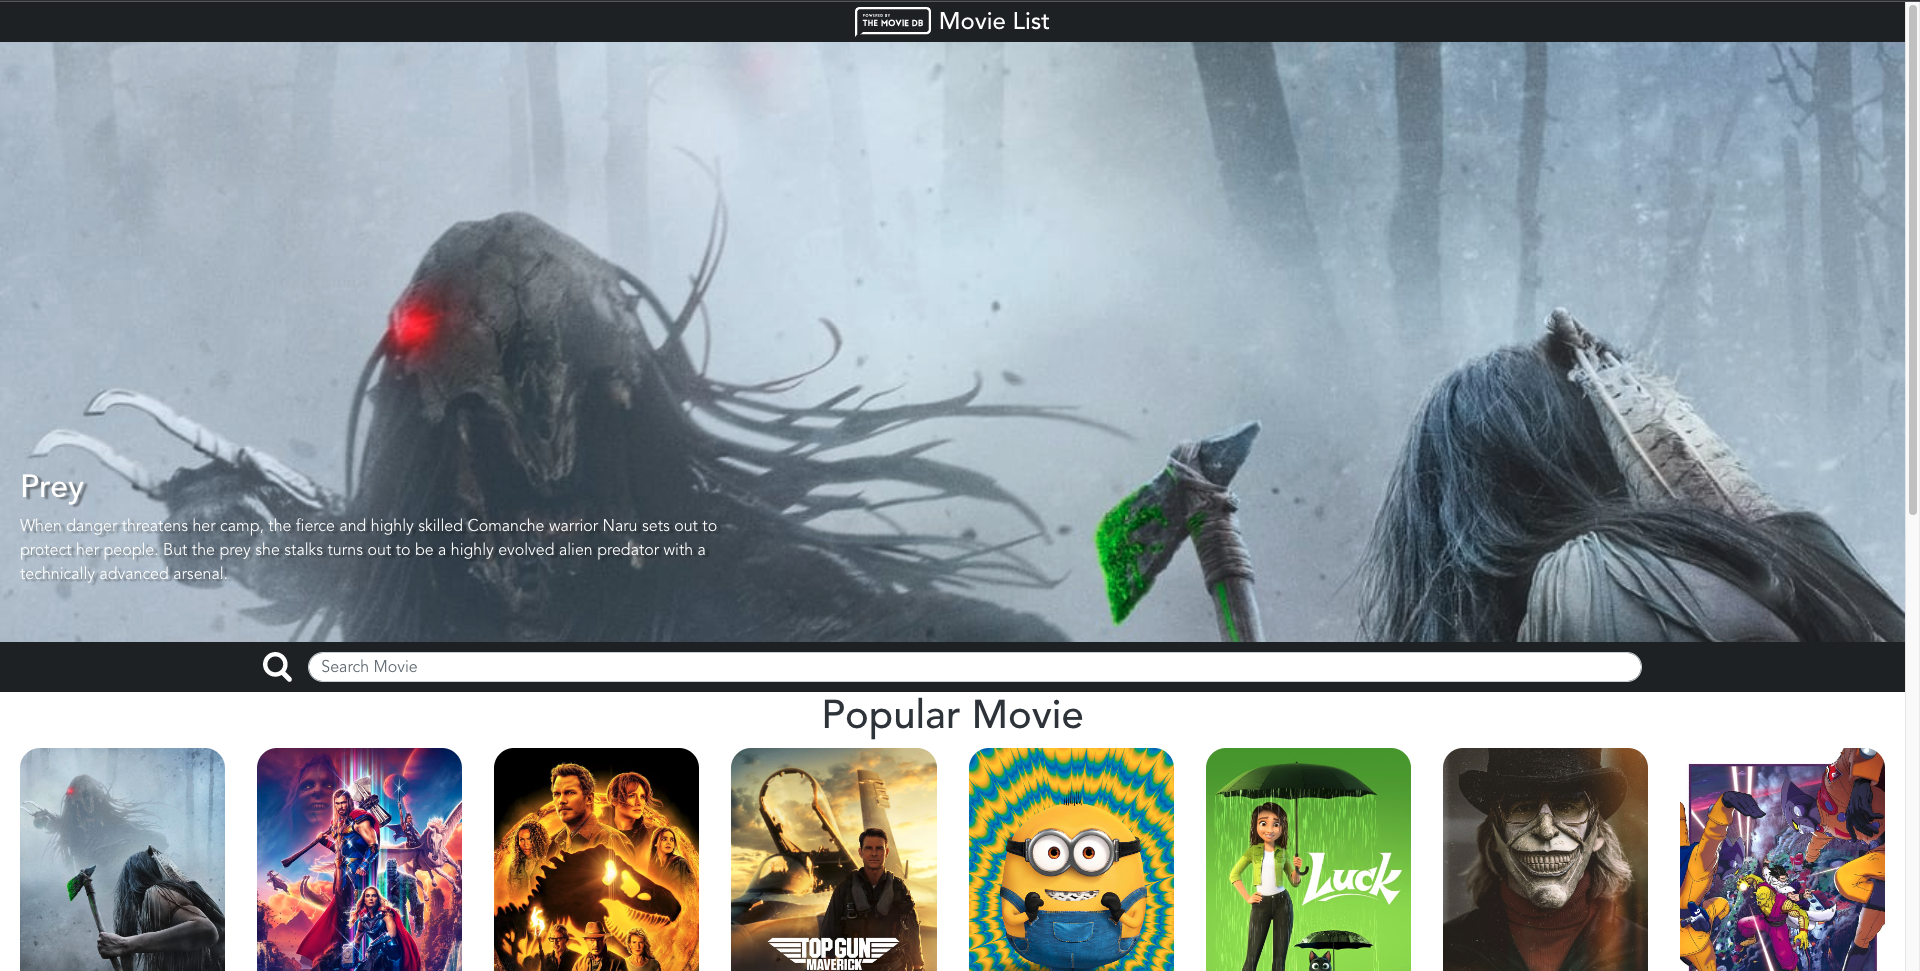 POWERED BY
THE MOVIE DB
Movie List
Prey
When danger threatens her camp, the fierce and highly skilled Comanche warrior Naru sets out to
protect her people. But the prey she stalks turns out to be a highly evolved alien predator with a
technically advanced arsenal.
Search Movie
Popular Movie
TOP GUN
MAVERICK
Luck